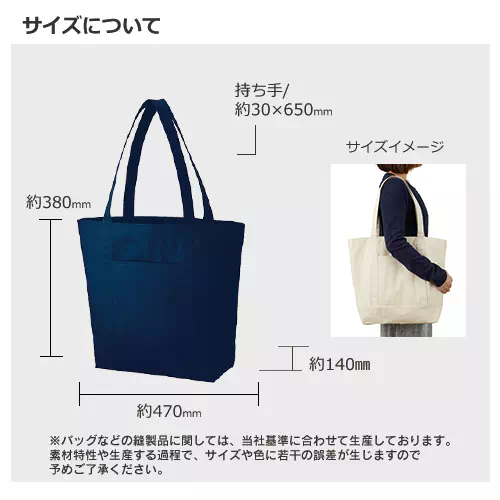 サイズについて
持ち手/
約30×650mm
サイズイメージ
約380mm
約140㎜
約470mm
※バッグなどの縫製品に関しては、当社基準に合わせて生産しております。
素材特性や生産する過程で、サイズや色に若干の誤差が生じますので
予めご了承ください。